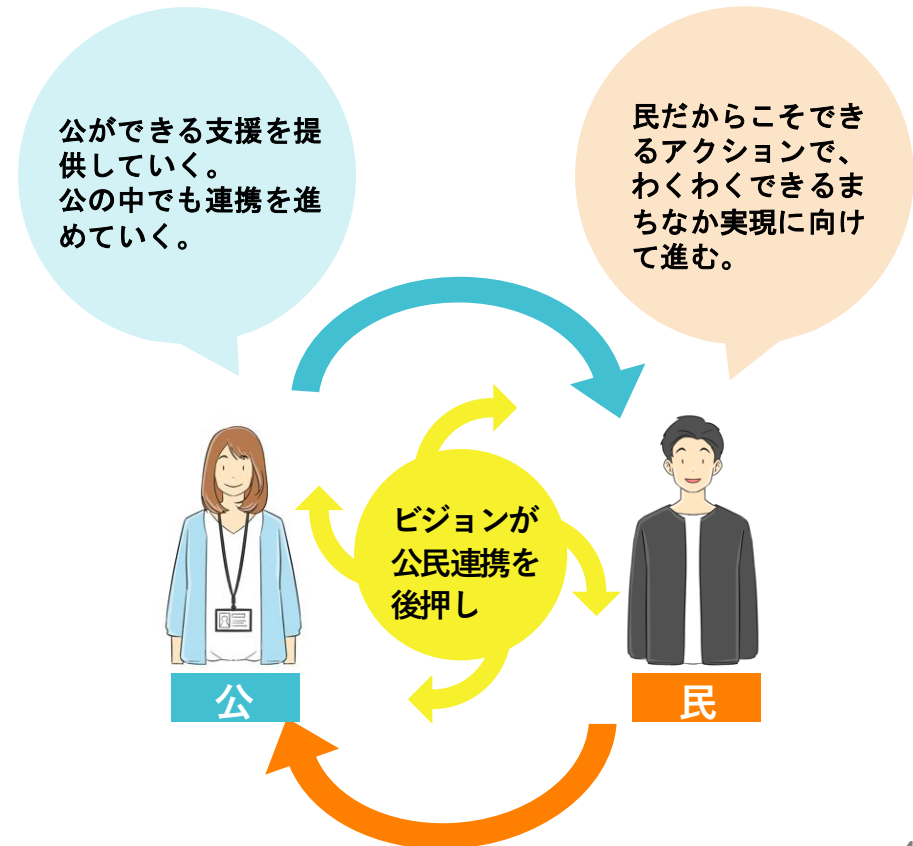 公ができる支援を提
供していく。
公の中でも連携を進
めていく。
民だからこそでき
るアクションで、
わくわくできるま
ちなか実現に向け
て進む。
ビジョンが
公民連携を
後押し
公
民